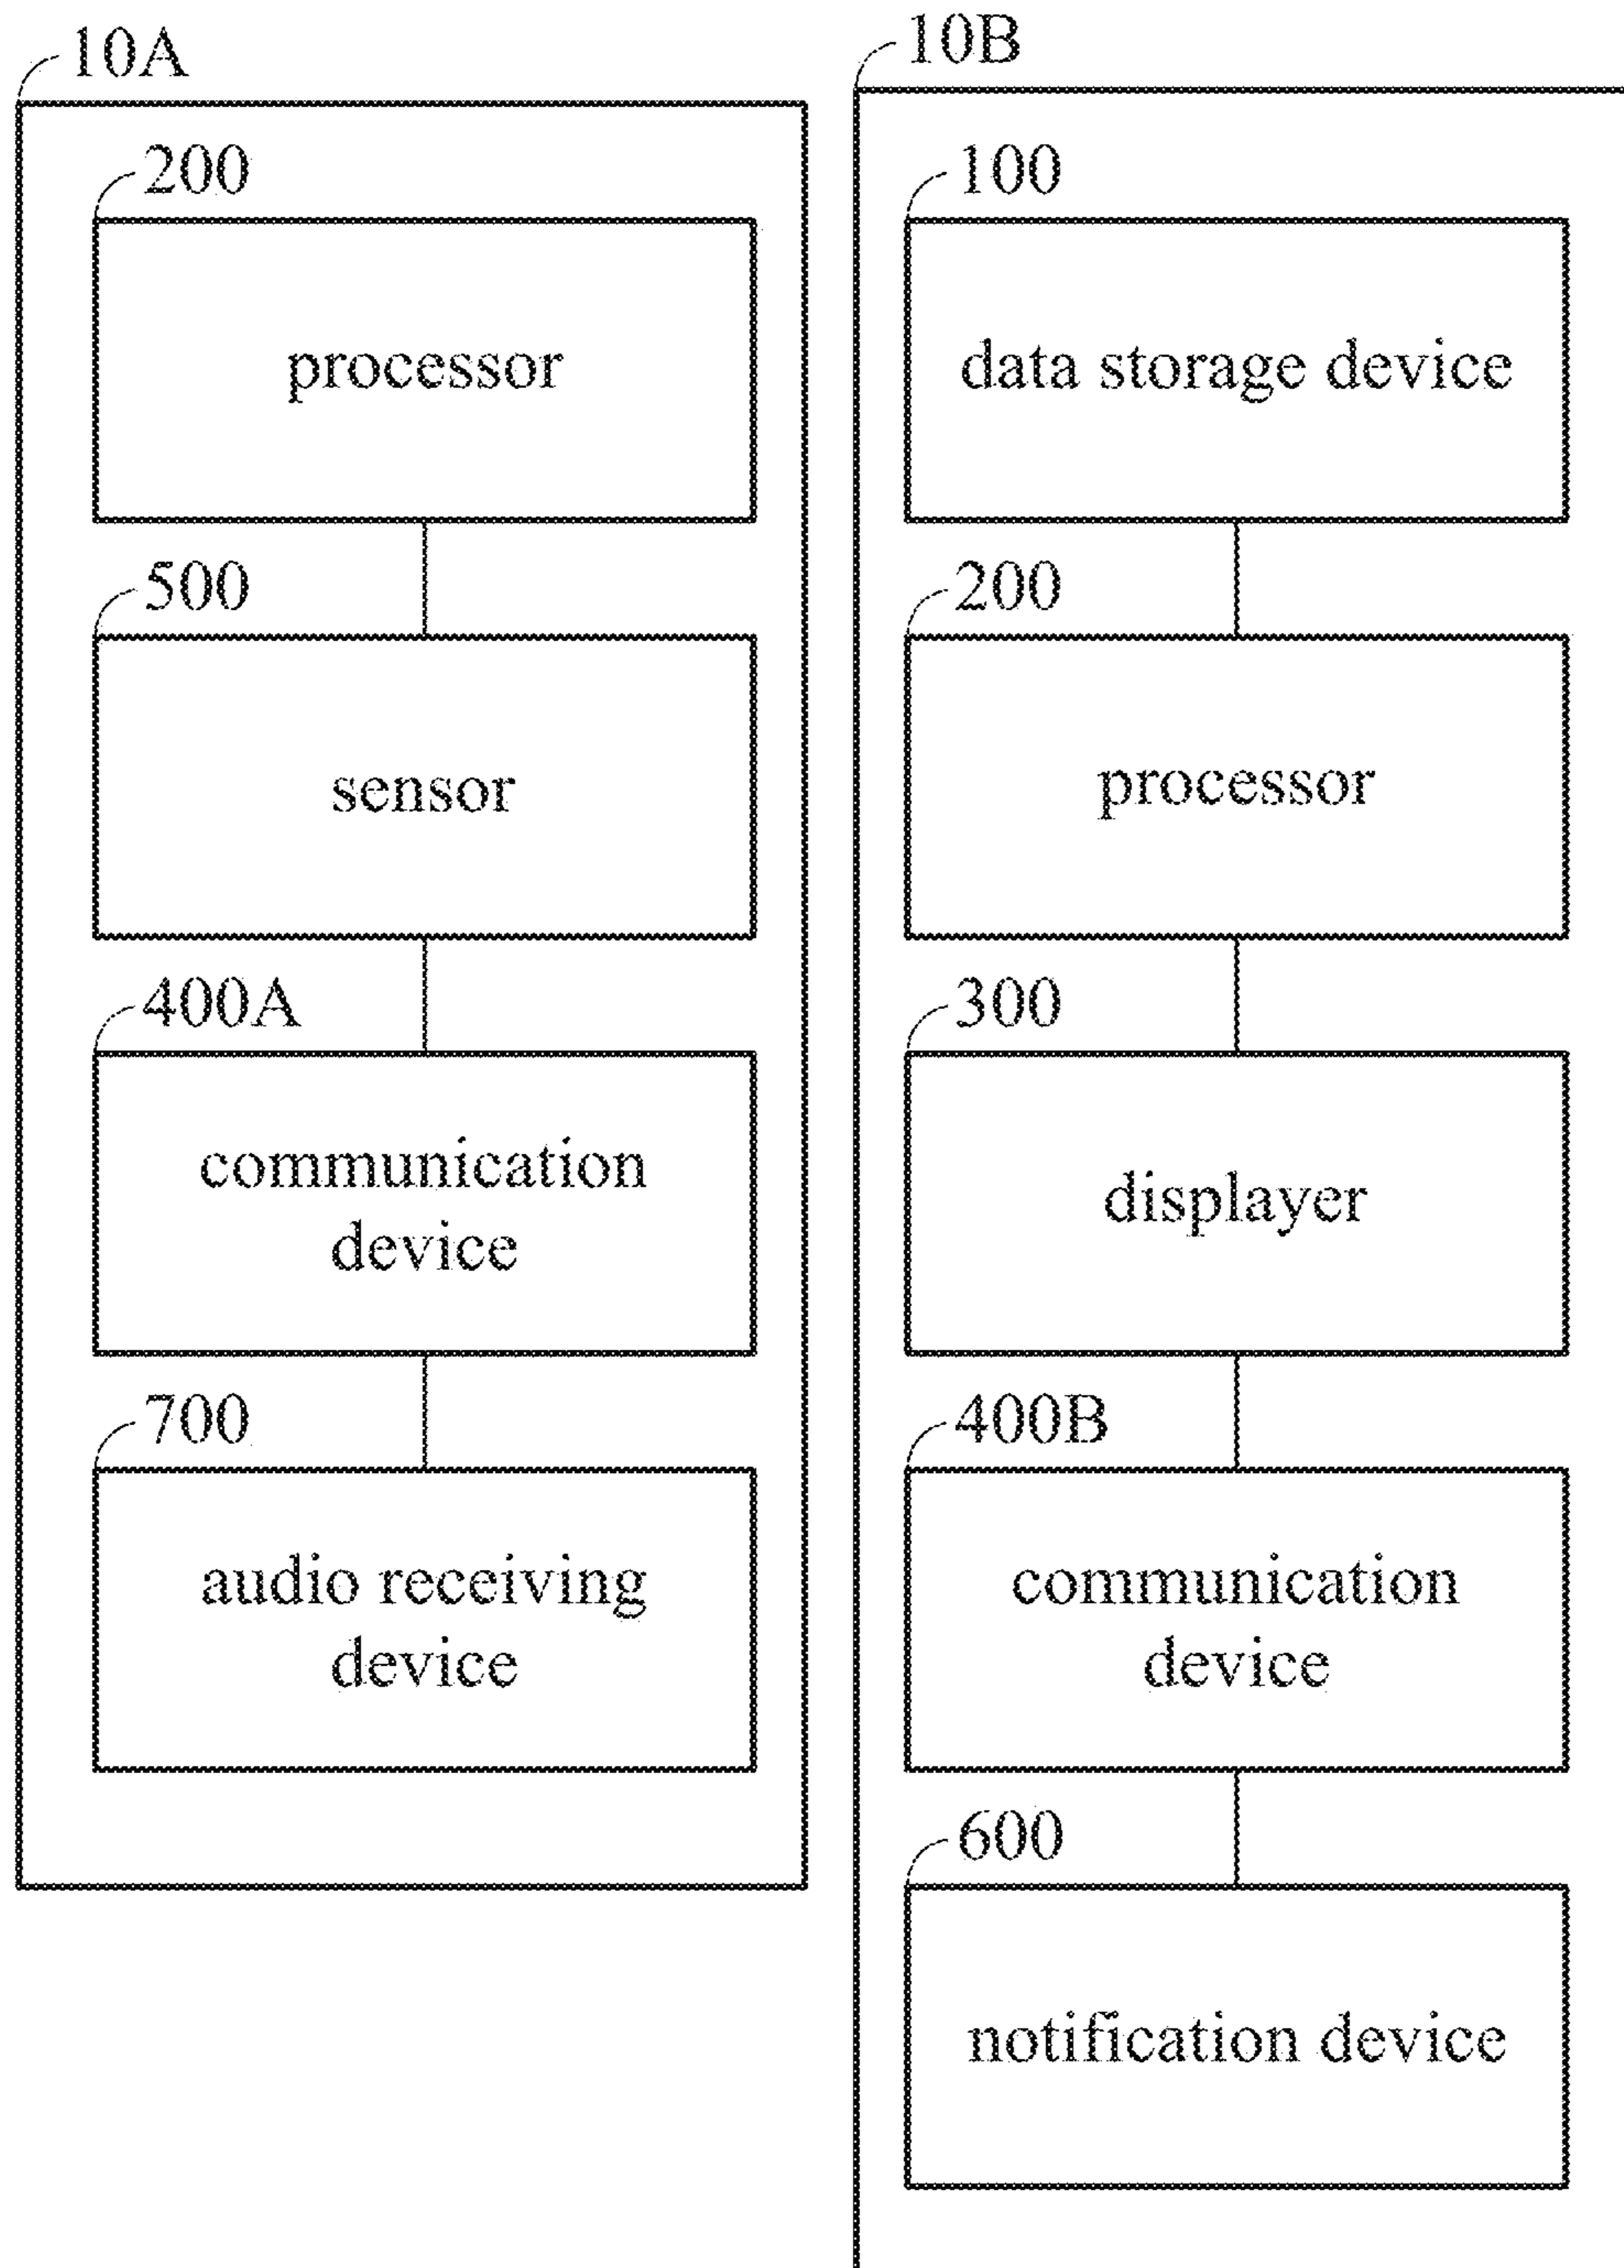 10A
200
processor
500
sensor
400A
communication
device
700
audio receiving
device
10B
100
data storage device
200
processor
300
displayer
400B
communication
device
600
notification device